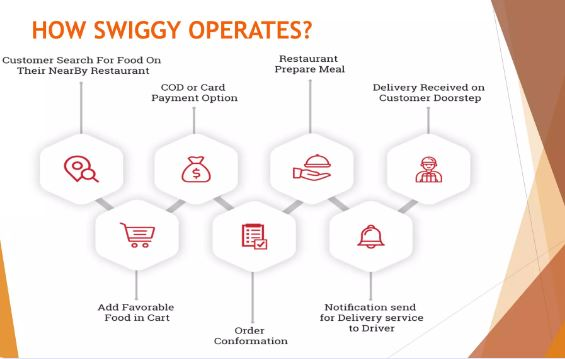 HOW SWIGGY OPERATES?
Customer Search For Food On
Their NearBy Restaurant
Add Favorable
Food in Cart
COD or Card
Payment Option
Order
Conformation
Restaurant
Prepare Meal
Notification send
for Delivery service
to Driver
Delivery Received on
Customer Doorstep
$